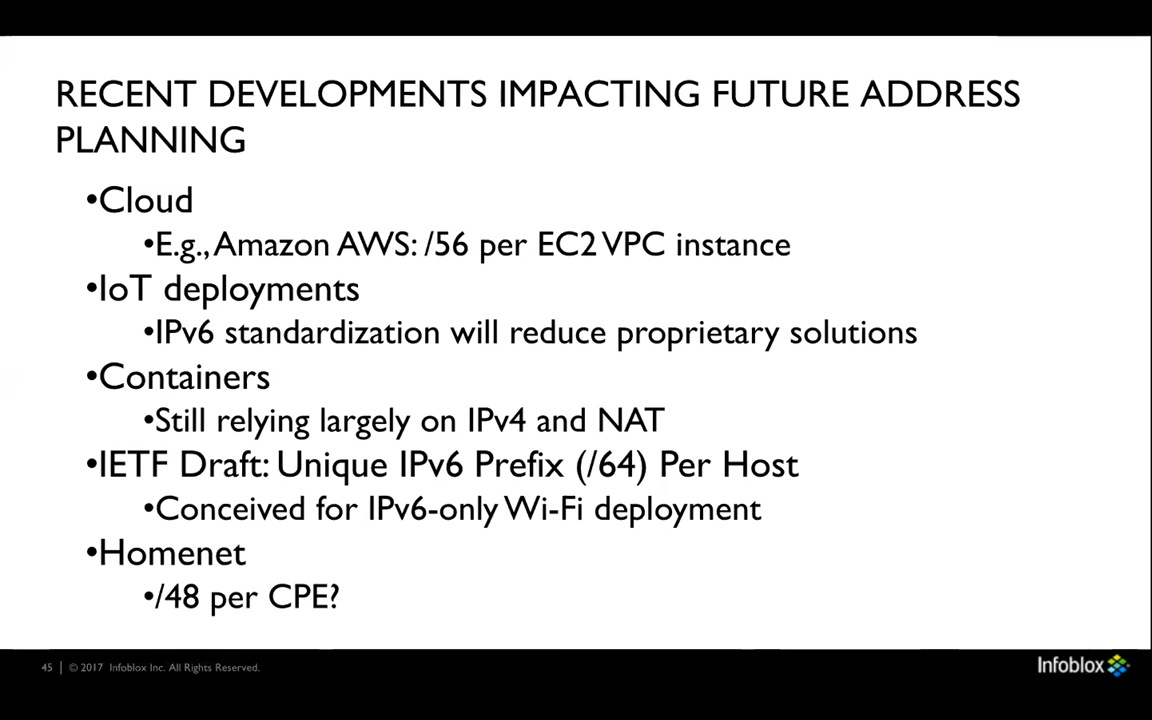 RECENT DEVELOPMENTS IMPACTING FUTURE ADDRESS
PLANNING
•Cloud
•E.g., Amazon AWS: /56 per EC2 VPC instance
•IoT deployments
•IPv6 standardization will reduce proprietary solutions
•Containers
•Still relying largely on IPv4 and NAT
•IETF Draft: Unique IPv6 Prefix (/64) Per Host
•Conceived for IPv6-only Wi-Fi deployment
•Homenet
•/48 per CPE?
45 | © 2017 Infoblox Inc. All Rights Reserved.
Infoblox